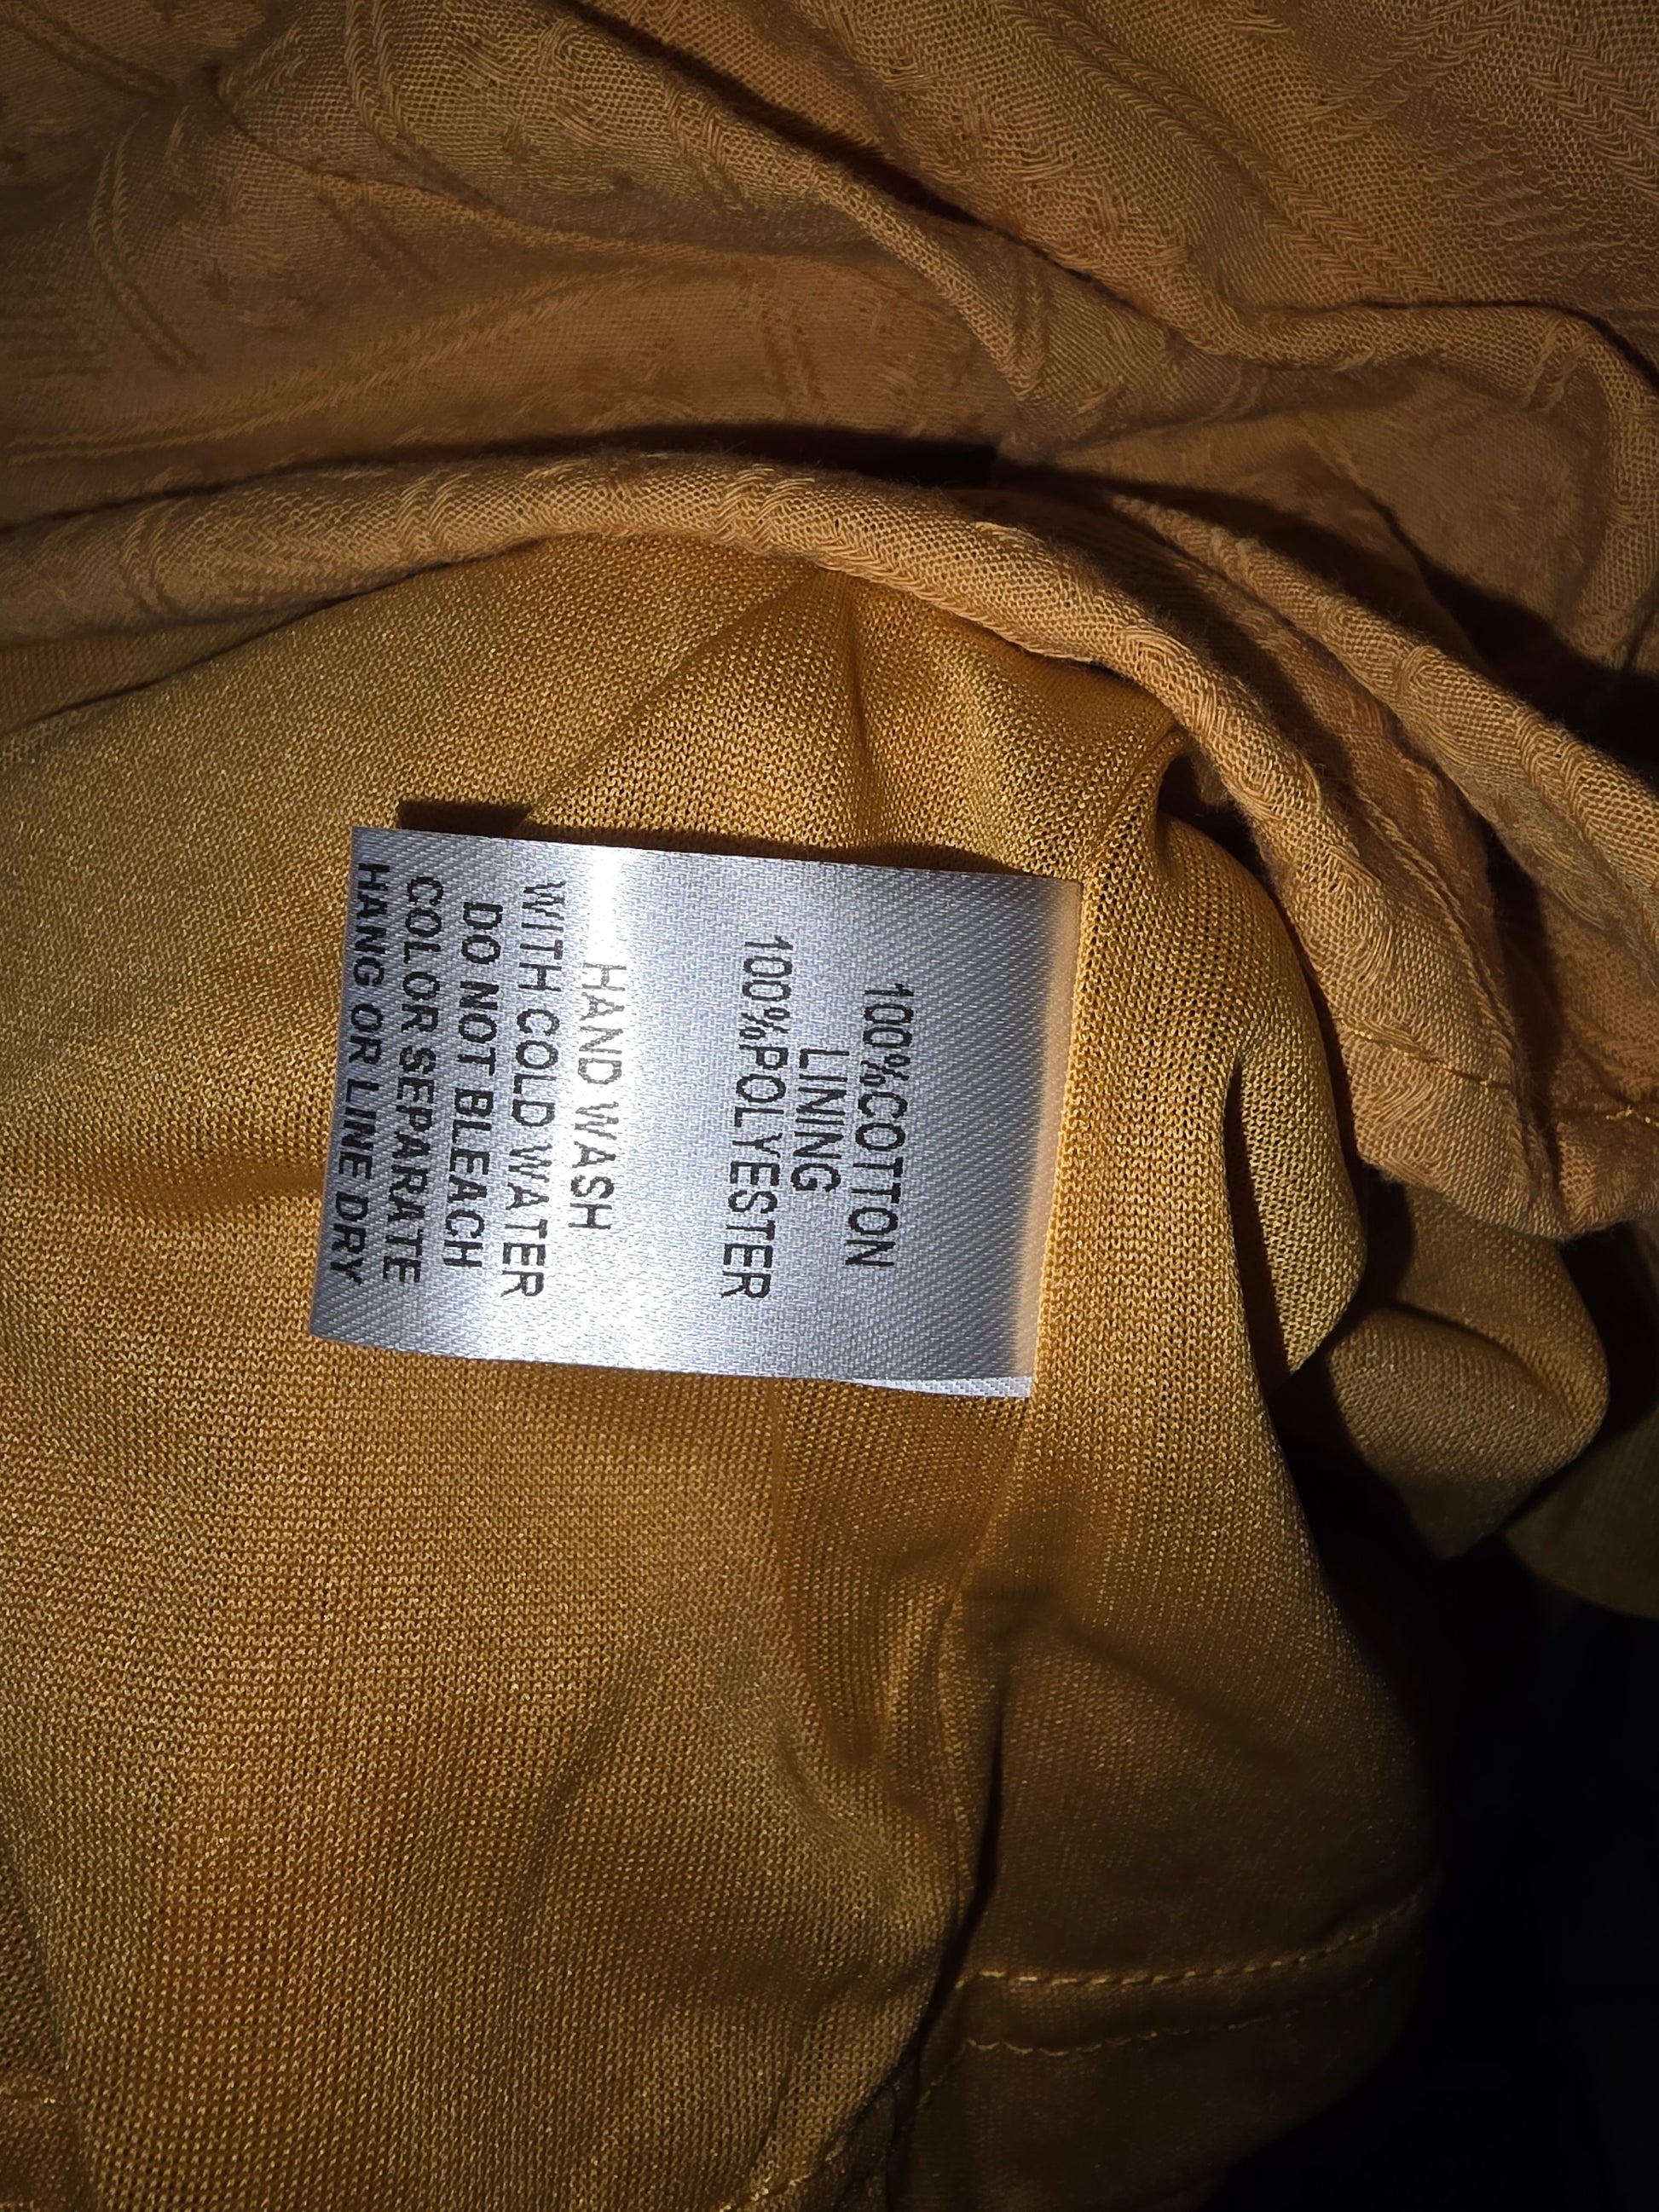 100%COTTON
LINING
100%POLYESTER
HAND WASH
WITH COLD WATER
DO NOT BLEACH
COLOR SEPARATE
HANG OR LINE DRY